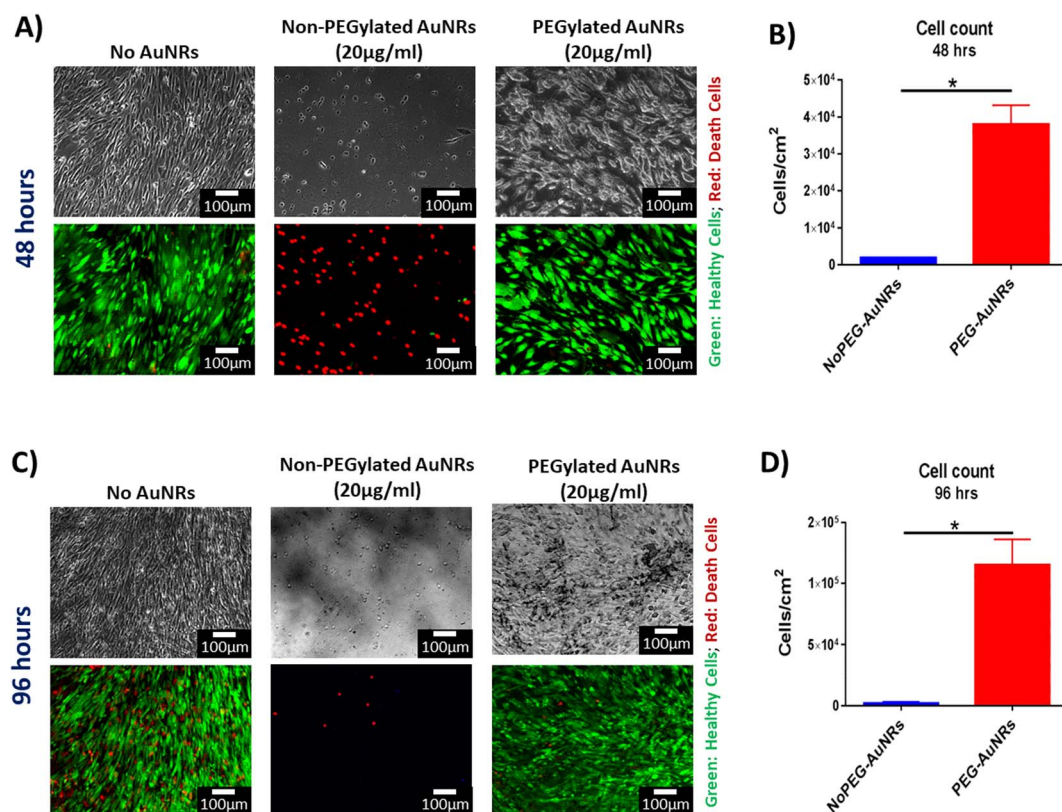 A)
No AuNRs
Non-PEGylated AuNRs
(20µg/ml)
PEGylated AuNRs
(20µg/ml)
48 hours
100µm
100µm
100µm
100µm
100µm
100µm
Green: Healthy Cells; Red: Death Cells
B)
Cell count
48 hrs
Cells/cm²
5×10⁴
4×10⁴
3×10⁴
2×10⁴
1×10⁴
0
*
NoPEG-AuNRs
PEG-AuNRs
C)
No AuNRs
Non-PEGylated AuNRs
(20µg/ml)
PEGylated AuNRs
(20µg/ml)
96 hours
100µm
100µm
100µm
100µm
100µm
100µm
Green: Healthy Cells; Red: Death Cells
D)
Cell count
96 hrs
Cells/cm²
2×10⁵
1×10⁵
5×10⁴
0
*
NoPEG-AuNRs
PEG-AuNRs